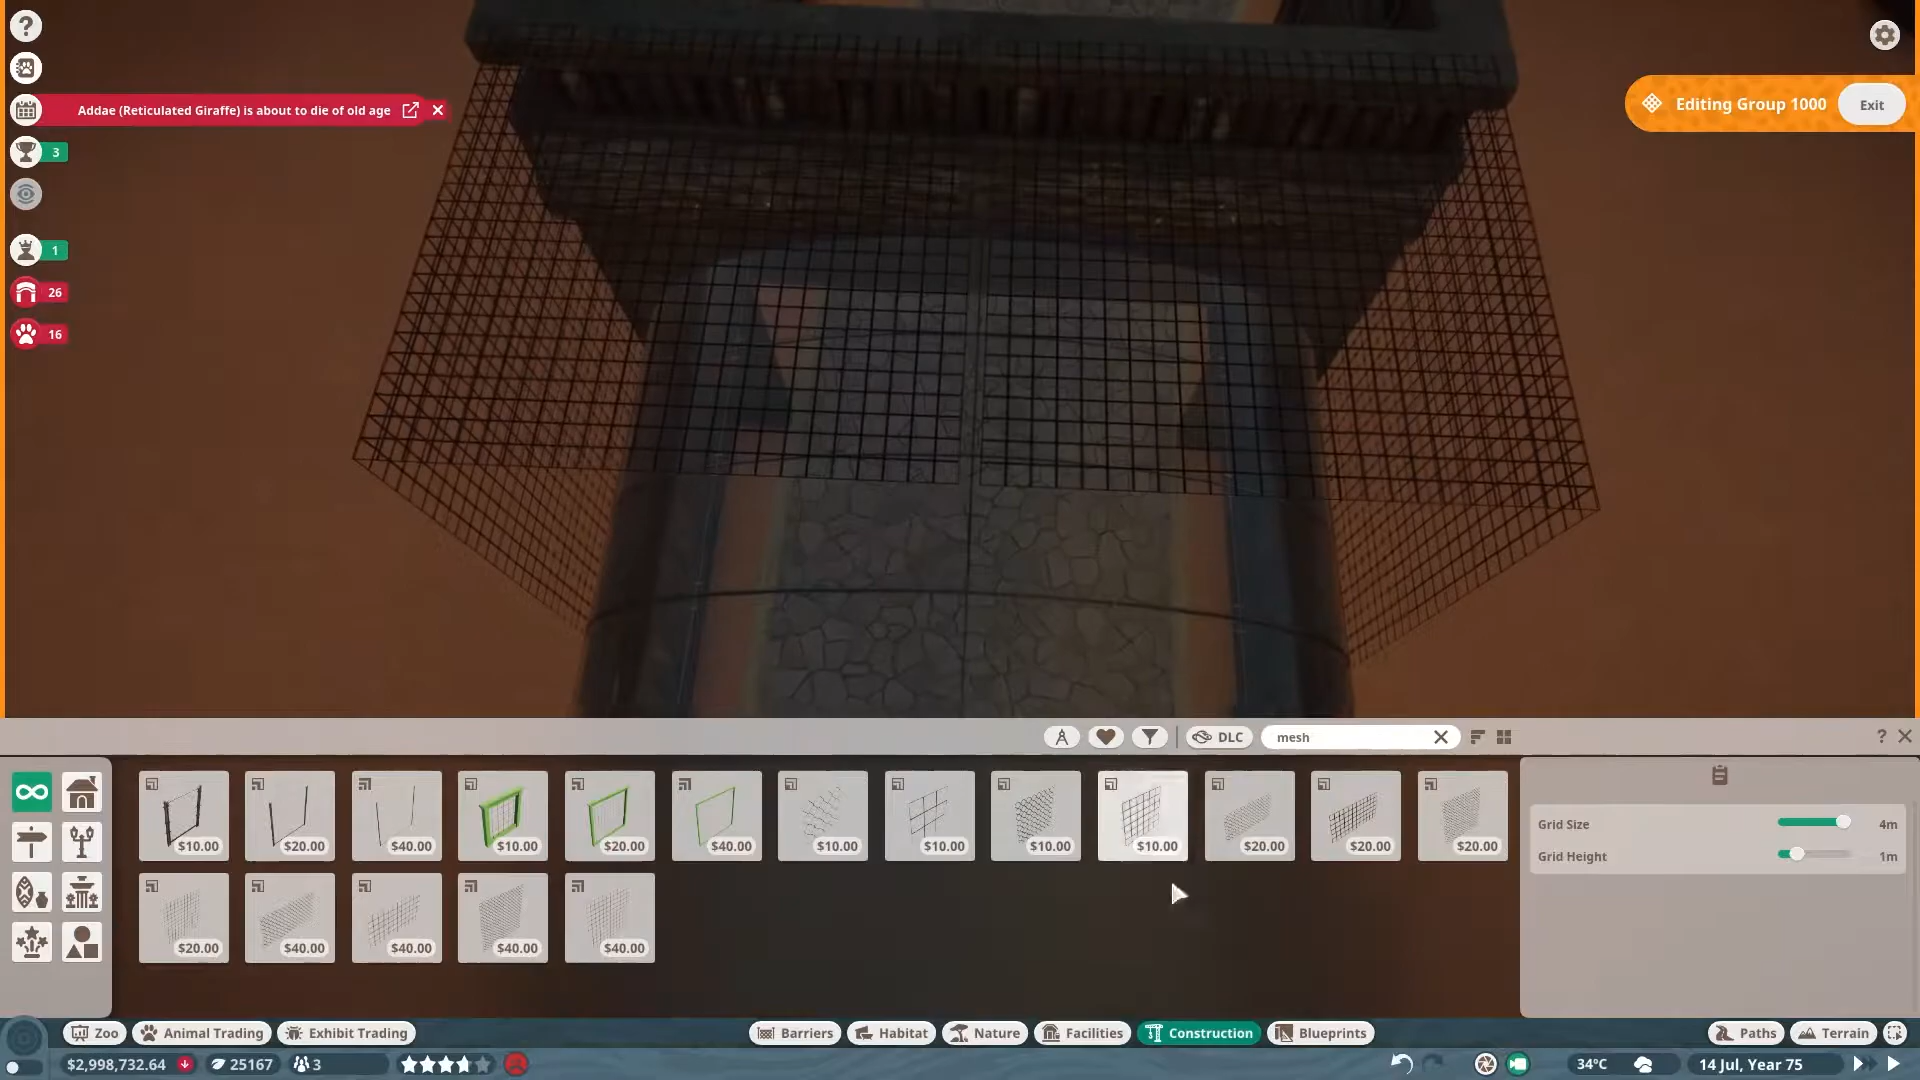 ?
Addae (Reticulated Giraffe) is about to die of old age
3
1
26
16
Editing Group 1000
Exit
DLC
mesh
?
$10.00
$20.00
$40.00
$10.00
$20.00
$40.00
$10.00
$10.00
$10.00
$10.00
$20.00
$20.00
$20.00
$20.00
$40.00
$40.00
$40.00
$40.00
Grid Size
4m
Grid Height
1m
Zoo
Animal Trading
Exhibit Trading
Barriers
Habitat
Nature
Facilities
Construction
Blueprints
Paths
Terrain
$2,998,732.64
25167
3
34°C
14 Jul, Year 75